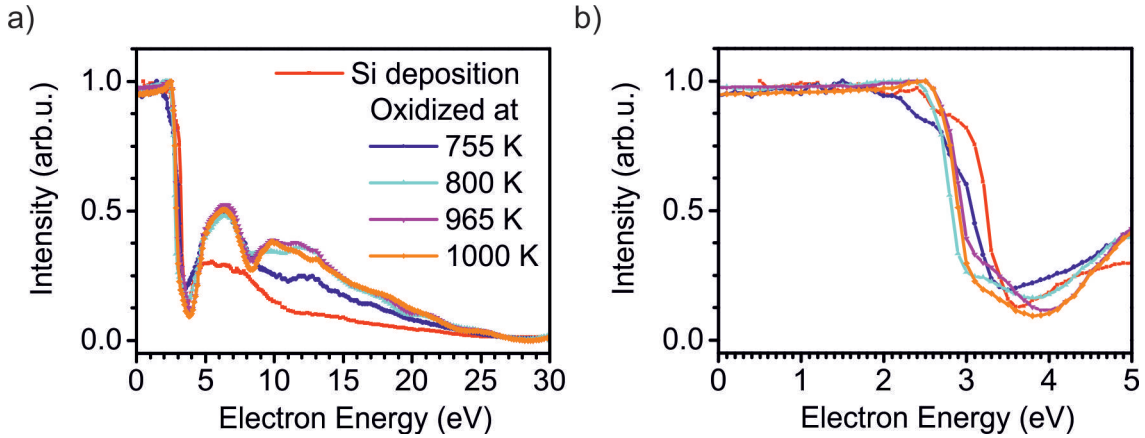 a)
b)
Intensity (arb.u.)
1.0
0.5
0.0
Si deposition
Oxidized at
755 K
800 K
965 K
1000 K
0 5 10 15 20 25 30
Electron Energy (eV)
Intensity (arb.u.)
1.0
0.5
0.0
0 1 2 3 4 5
Electron Energy (eV)